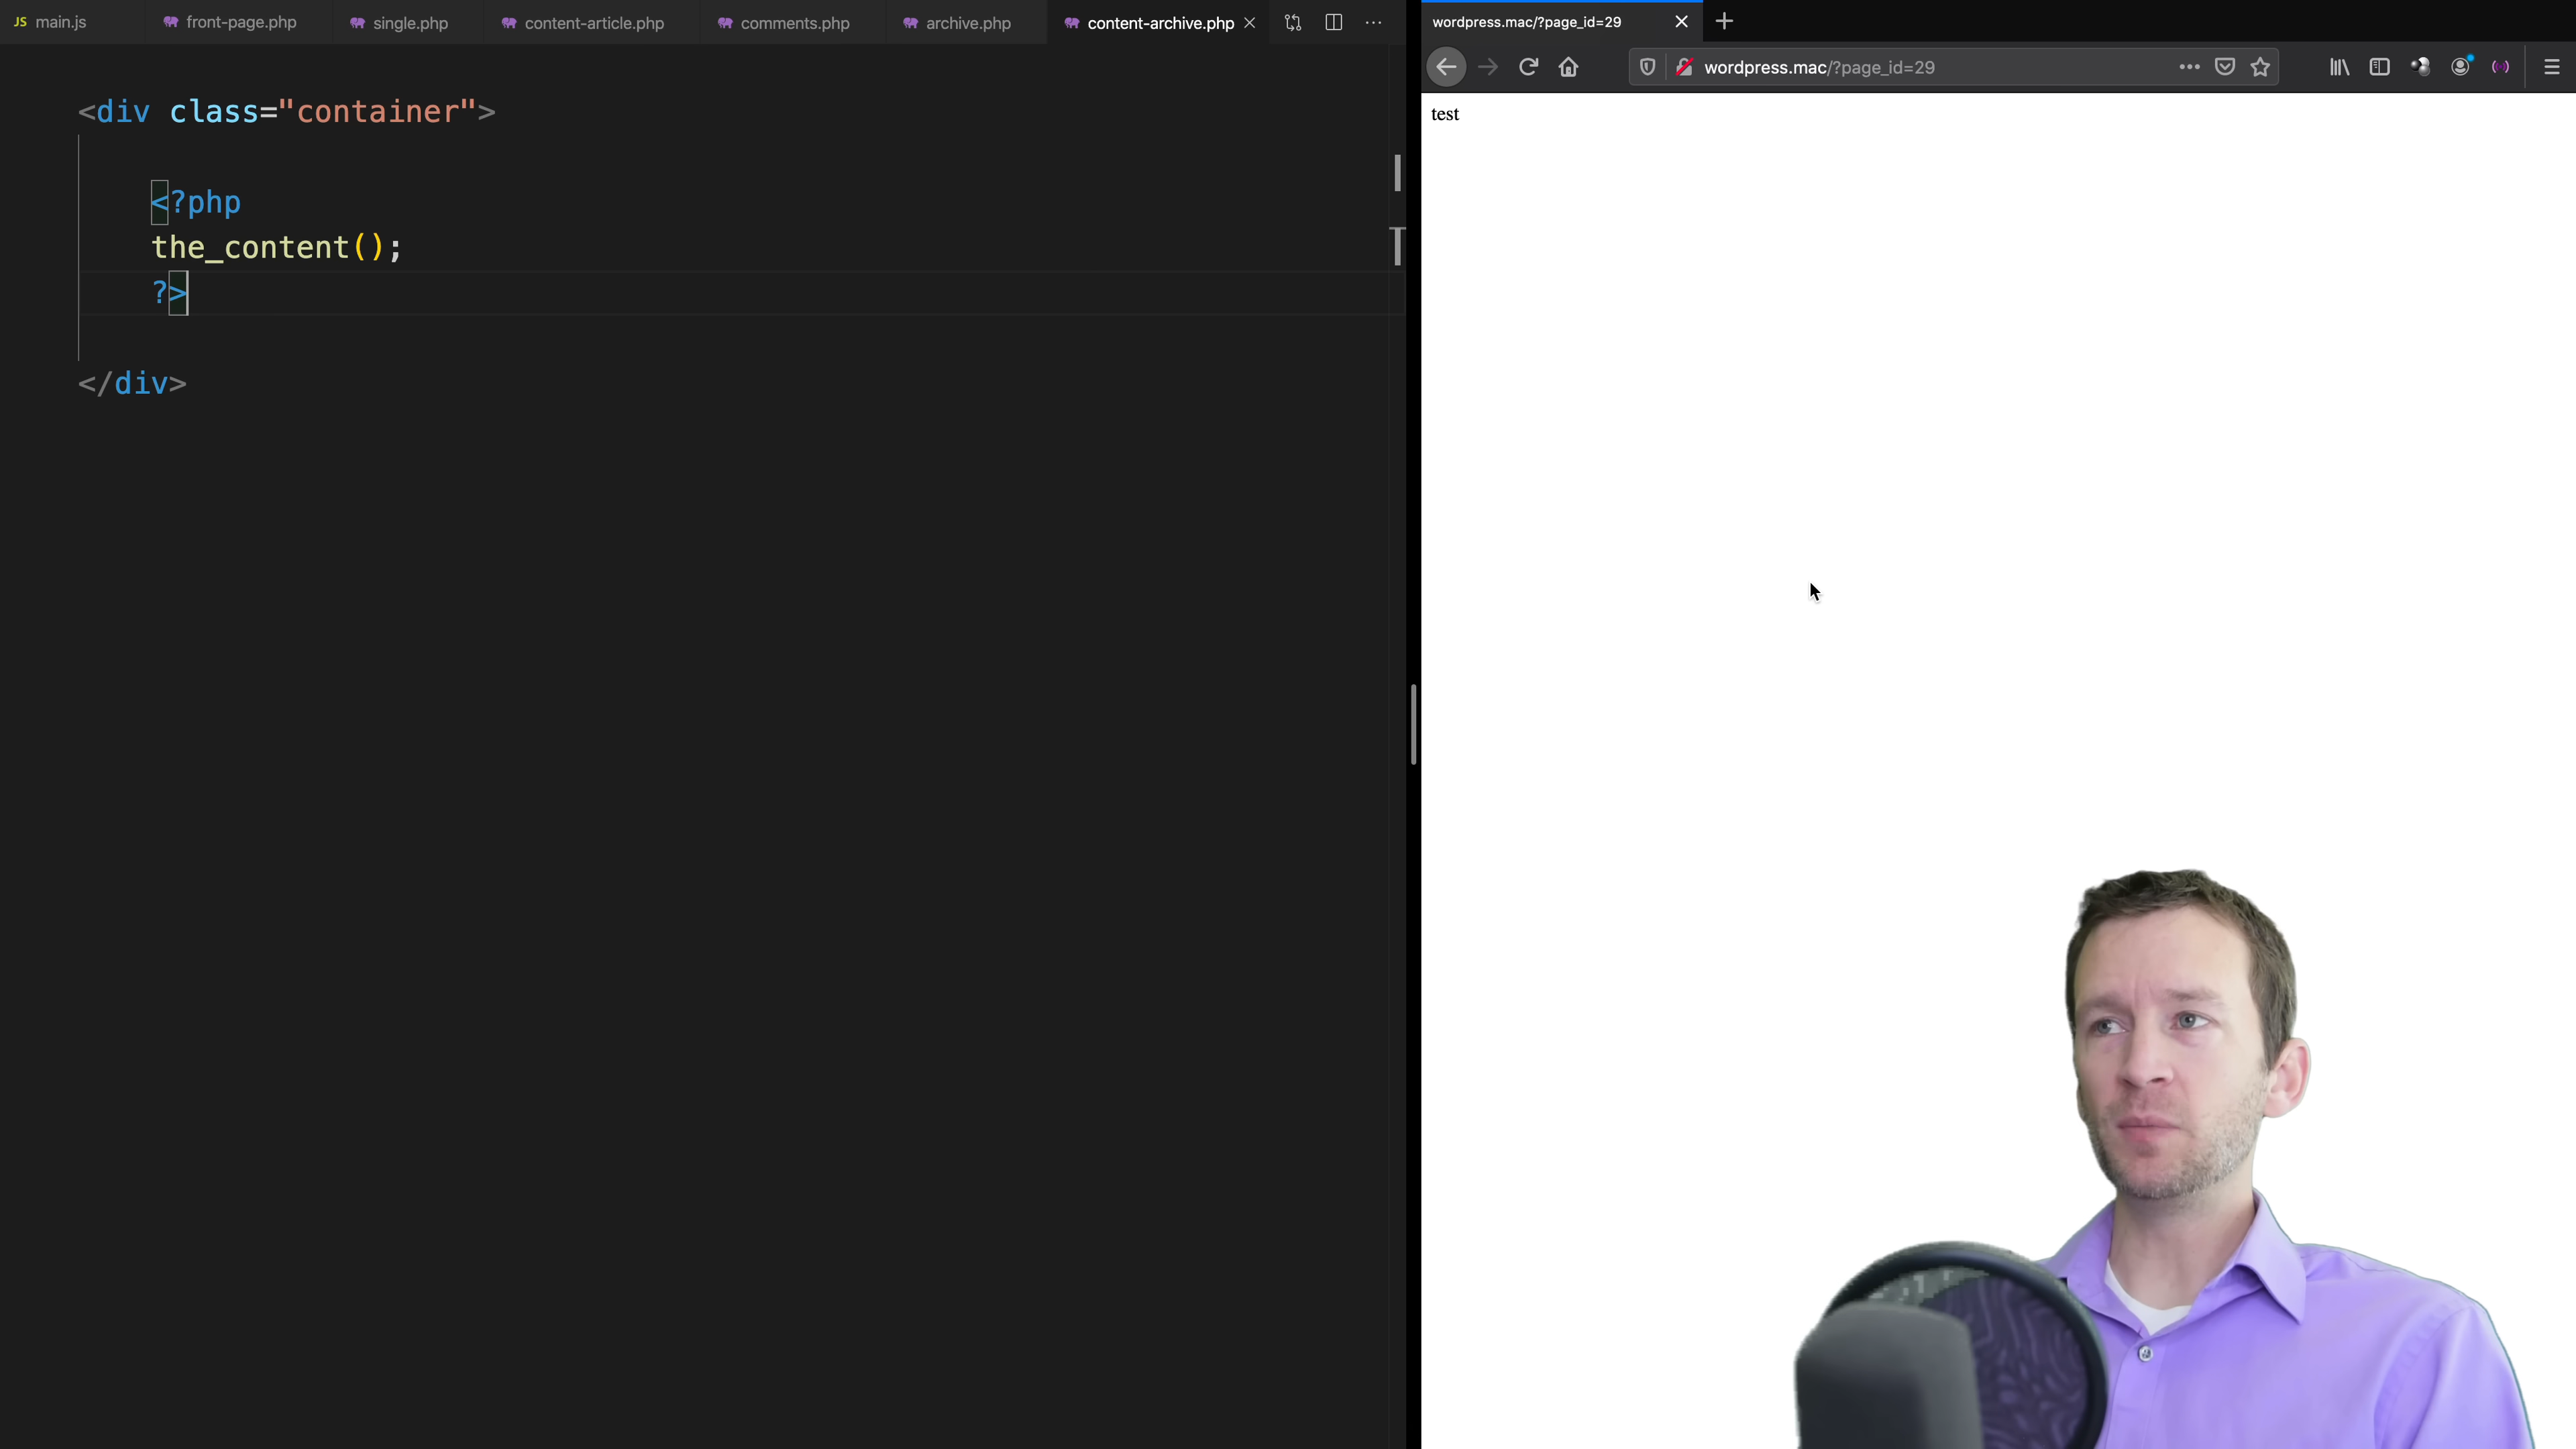 JS main.js front-page.php single.php content-article.php comments.php archive.php content-archive.php
wordpress.mac/?page_id=29
wordpress.mac/?page_id=29
<div class="container">
<?php
the_content();
?>
</div>
test